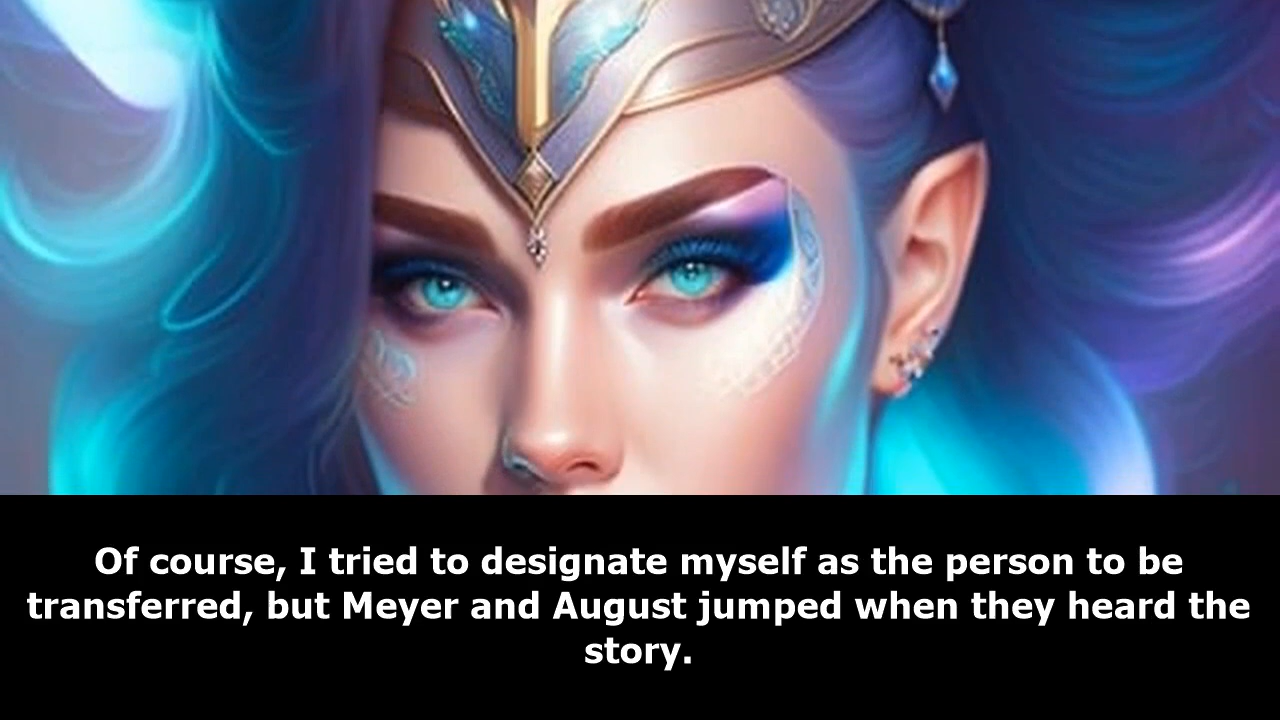 Of course, I tried to designate myself as the person to be
transferred, but Meyer and August jumped when they heard the
story.